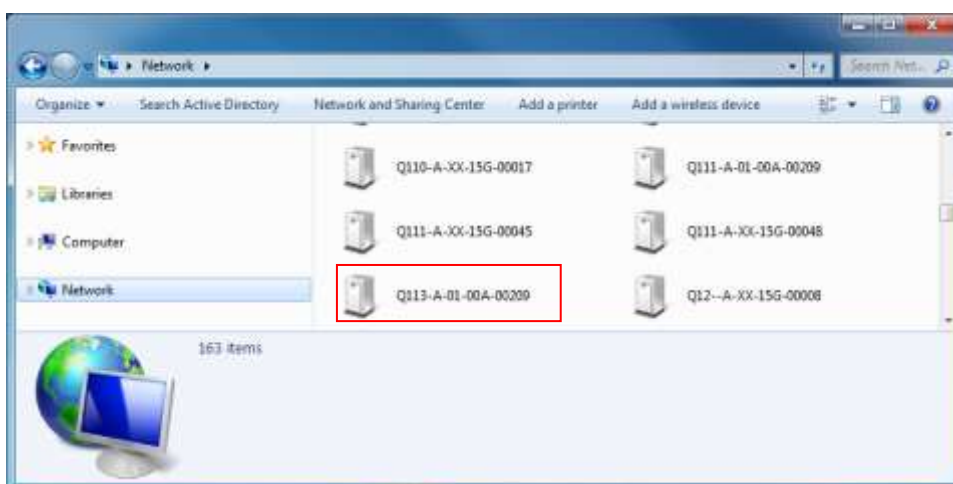 Network
Search Net...
Organize
Search Active Directory
Network and Sharing Center
Add a printer
Add a wireless device
Favorites
Libraries
Computer
Network
Q110-A-XX-15G-00017
Q111-A-01-00A-00209
Q111-A-XX-15G-00045
Q111-A-XX-15G-00048
Q113-A-01-00A-00209
Q12--A-XX-15G-00008
163 items